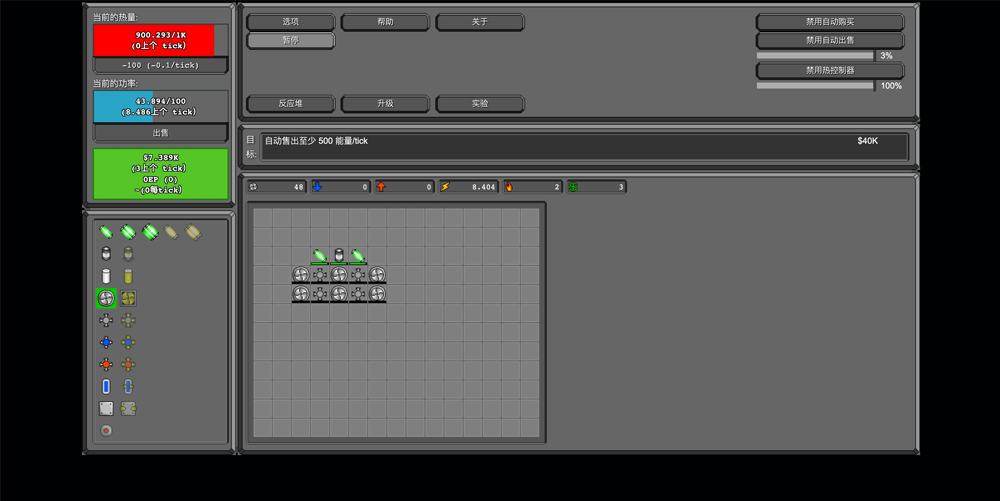 当前的热量:
900.293/1K
(0上个 tick)
-100 (-0.1/tick)
当前的功率:
43.894/100
(8.486上个 tick)
出售
$7.389K
(3上个 tick)
0EP (0)
~(0每tick)
选项
帮助
关于
暂停
反应堆
升级
实验
禁用自动购买
禁用自动出售
3%
禁用热控制器
100%
目标:
自动售出至少 500 能量/tick
$40K
48
0
0
8.404
2
3